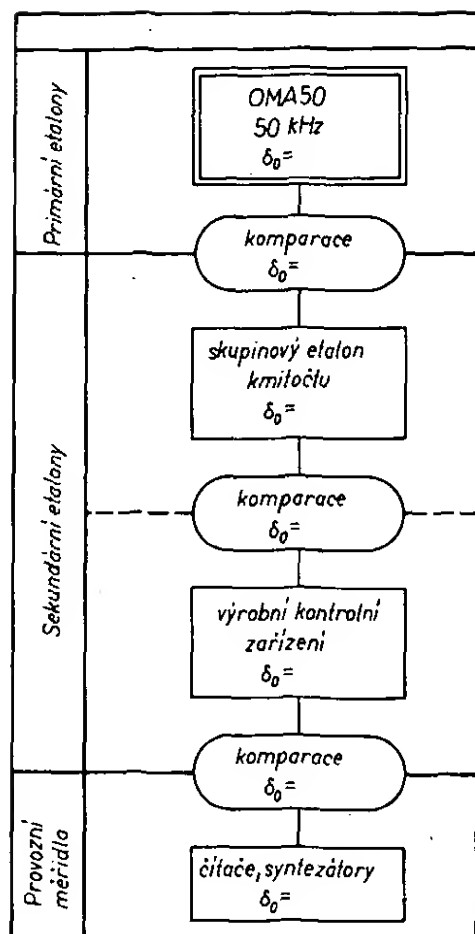 Primární etalony
OMA50
50 kHz
δ₀=
komparace
δ₀=
Sekundární etalony
skupinový etalon
kmitočtu
δ₀=
komparace
δ₀=
výrobní kontrolní
zařízení
δ₀=
komparace
δ₀=
Provozní
měřidla
čítače, syntezátory
δ₀=